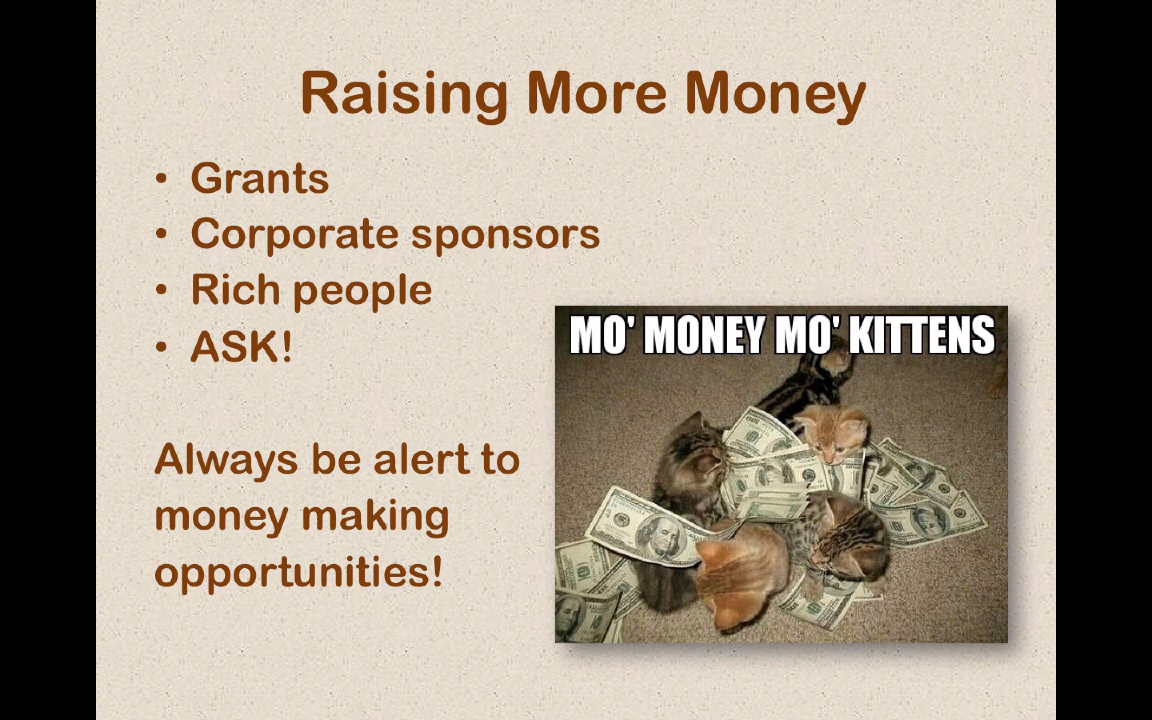 Raising More Money
• Grants
• Corporate sponsors
• Rich people
• ASK!
Always be alert to
money making
opportunities!
MO' MONEY MO' KITTENS